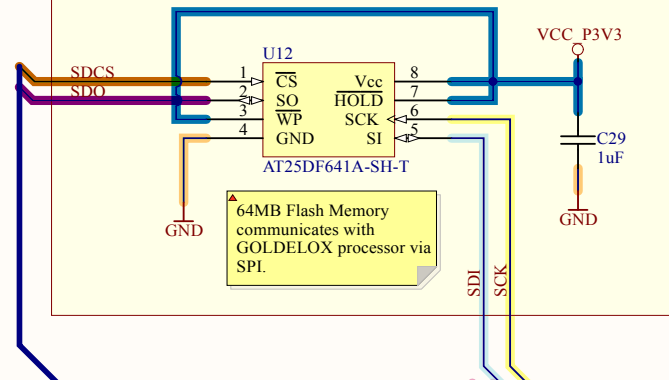 VCC_P3V3
U12
SDCS
1
CS
Vcc
8
SDO
2
SO
HOLD
7
3
WP
SCK
6
4
GND
SI
5
C29
1uF
AT25DF641A-SH-T
GND
GND
64MB Flash Memory
communicates with
GOLDELOX processor via
SPI.
SDI
SCK